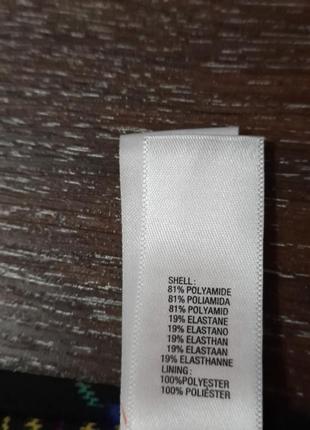 SHELL :
81% POLYAMIDE
81% POLIAMIDA
81% POLYAMID
19% ELASTANE
19% ELASTANO
19% ELASTHAN
19% ELASTAAN
19% ELASTHANNE
LINING :
100%POLYESTER
100% POLIÉSTER